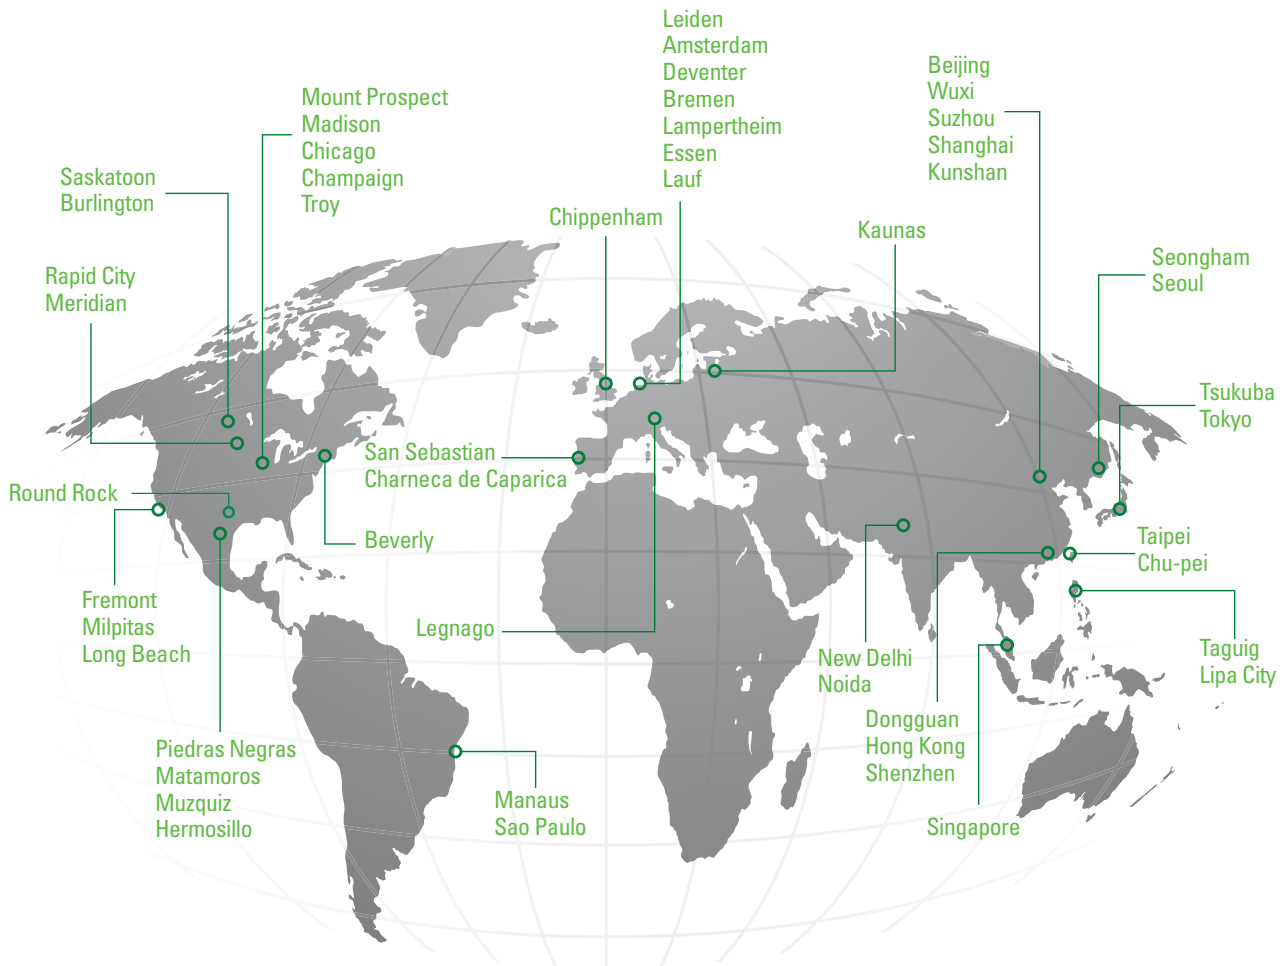 Leiden
Amsterdam
Deventer
Bremen
Lampertheim
Essen
Lauf
Beijing
Wuxi
Suzhou
Shanghai
Kunshan
Mount Prospect
Madison
Chicago
Champaign
Troy
Saskatoon
Burlington
Chippenham
Kaunas
Seongham
Seoul
Rapid City
Meridian
Tsukuba
Tokyo
San Sebastian
Charneca de Caparica
Round Rock
Beverly
Taipei
Chu-pei
Fremont
Milpitas
Long Beach
Legnago
New Delhi
Noida
Taguig
Lipa City
Dongguan
Hong Kong
Shenzhen
Piedras Negras
Matamoros
Muzquiz
Hermosillo
Manaus
Sao Paulo
Singapore